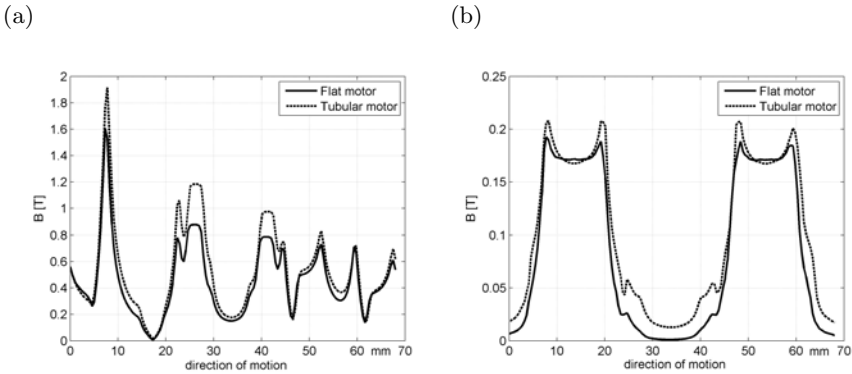 (a)
(b)
2
1.8
1.6
1.4
1.2
1
0.8
0.6
0.4
0.2
0
B [T]
Flat motor
Tubular motor
0 10 20 30 40 50 60 mm 70
direction of motion
0.25
0.2
0.15
0.1
0.05
0
B [T]
Flat motor
Tubular motor
0 10 20 30 40 50 60 mm 70
direction of motion